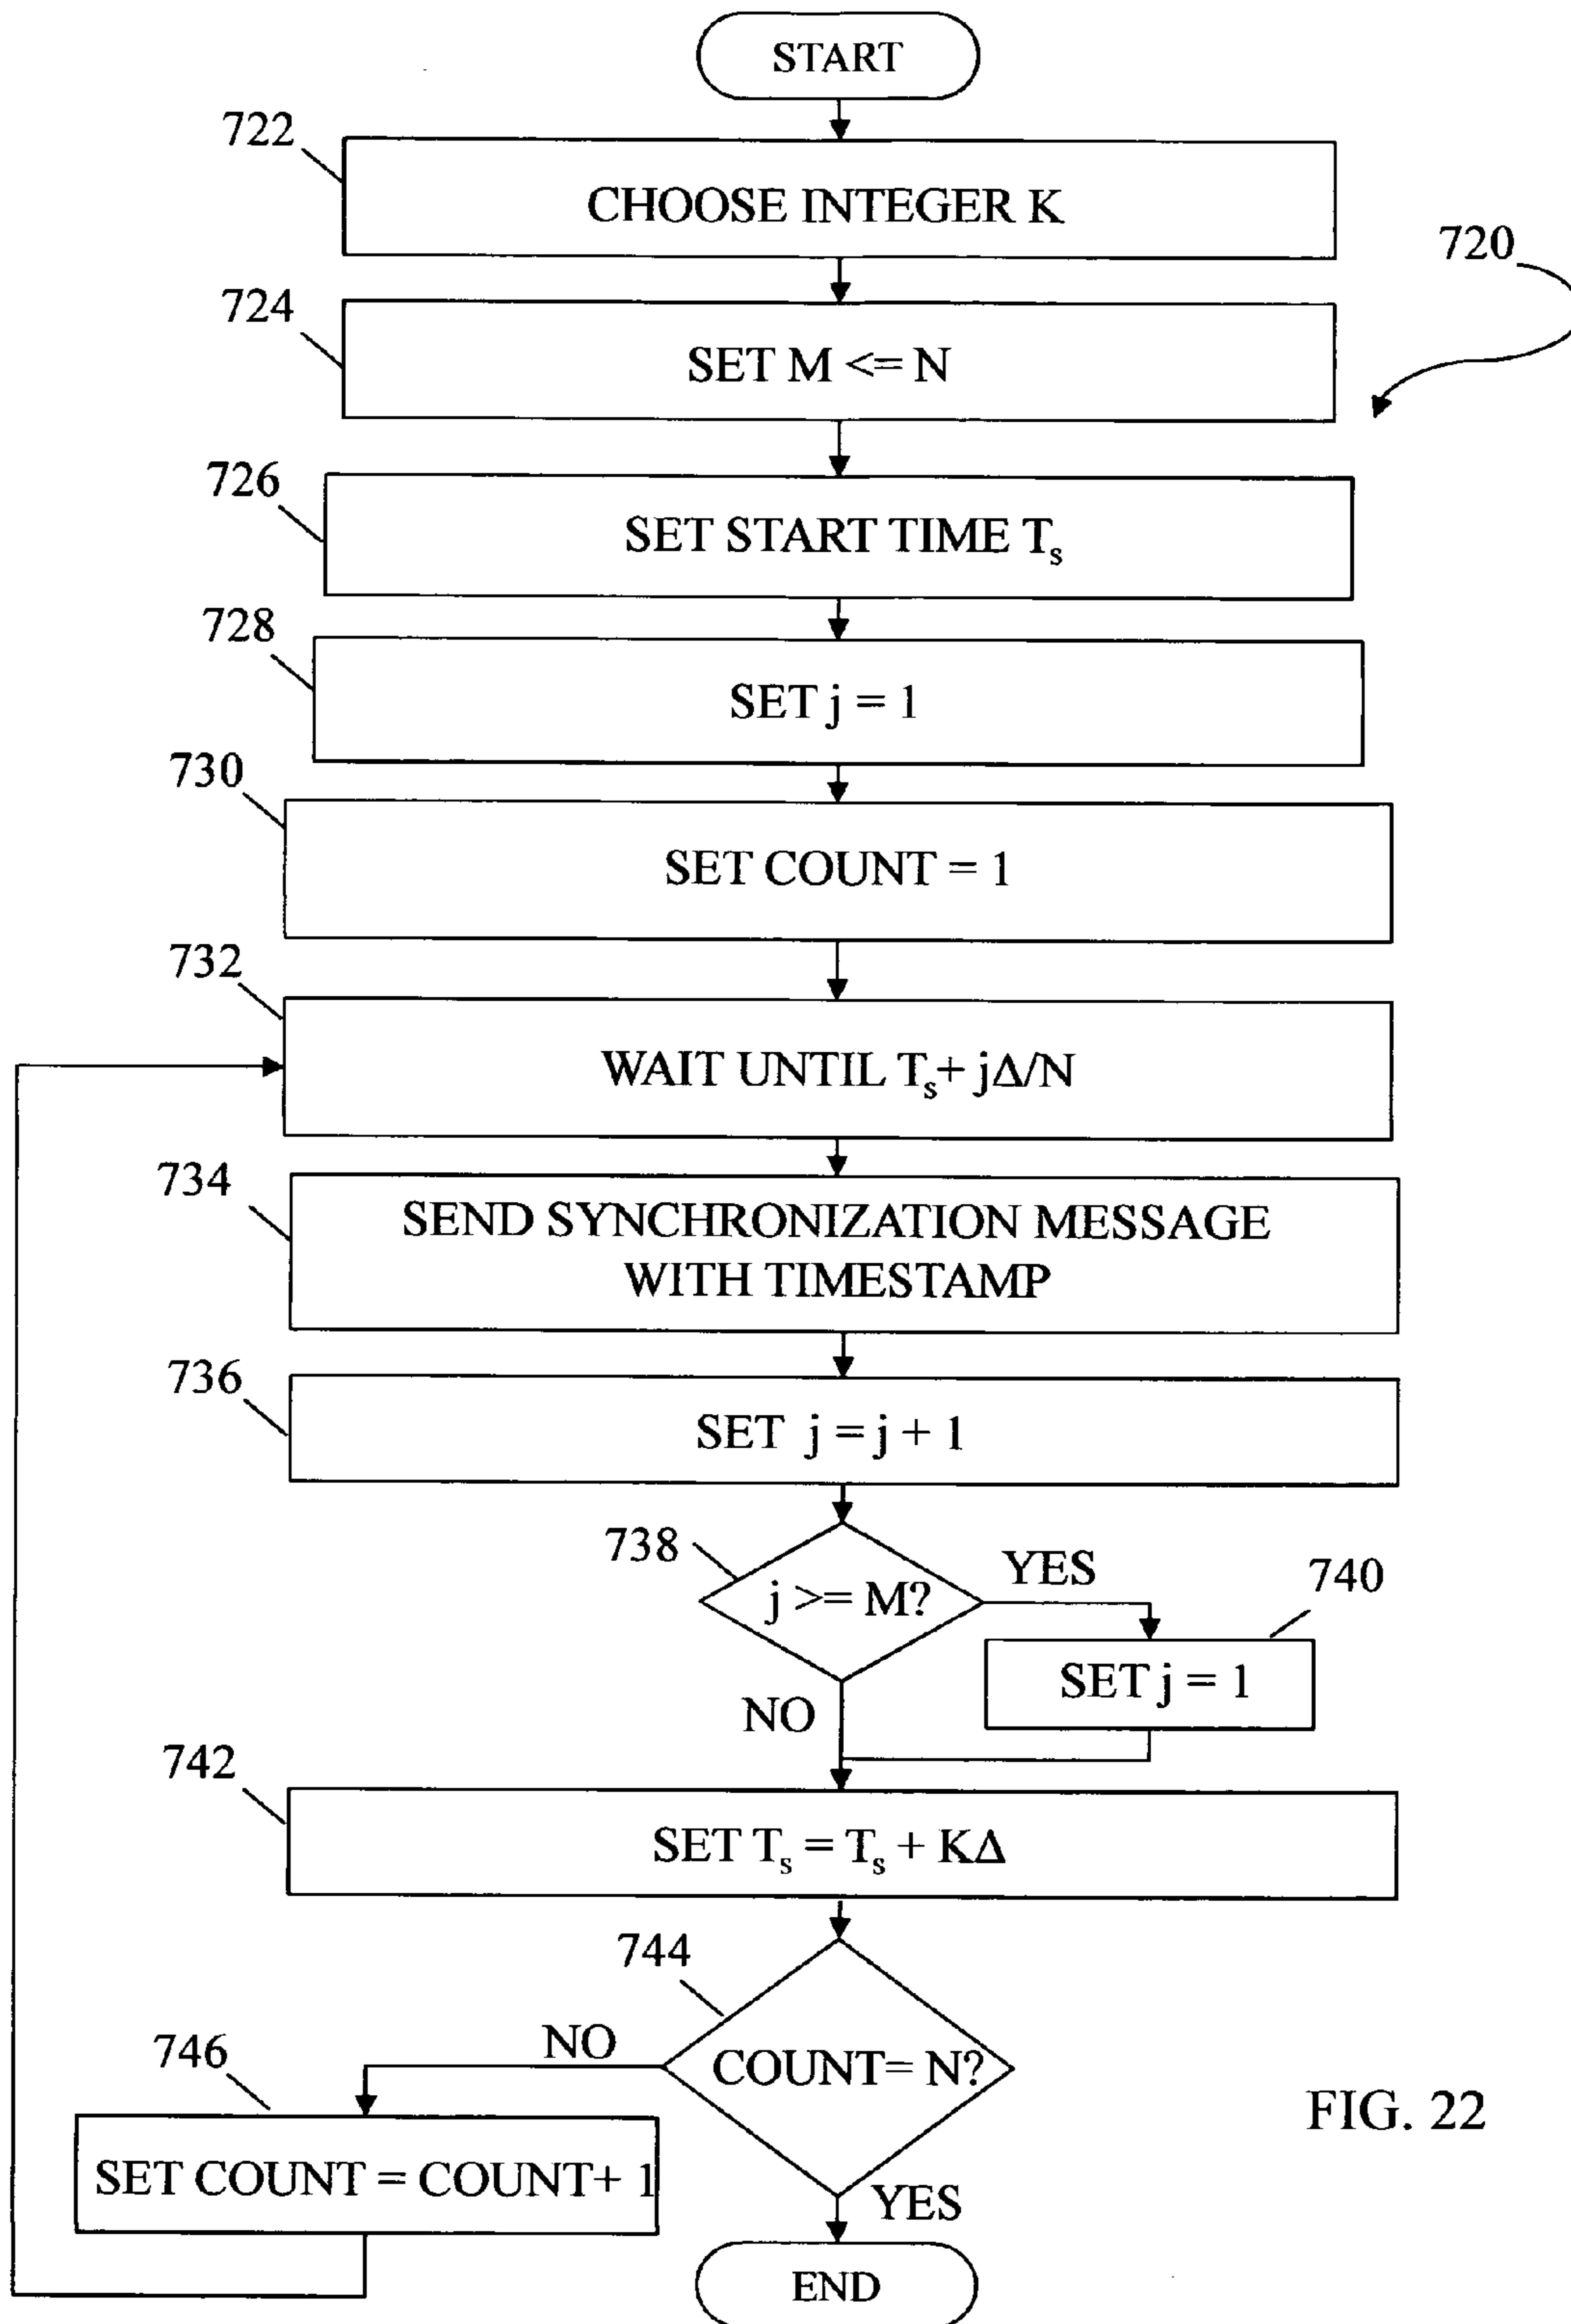 START
722
CHOOSE INTEGER K
720
724
SET M <= N
726
SET START TIME Tₛ
728
SET j = 1
730
SET COUNT = 1
732
WAIT UNTIL Tₛ+ jΔ/N
734
SEND SYNCHRONIZATION MESSAGE
WITH TIMESTAMP
736
SET j = j + 1
738
j >= M?
YES
740
SET j = 1
NO
742
SET Tₛ = Tₛ + KΔ
744
COUNT= N?
NO
746
SET COUNT = COUNT+ 1
YES
END
FIG. 22